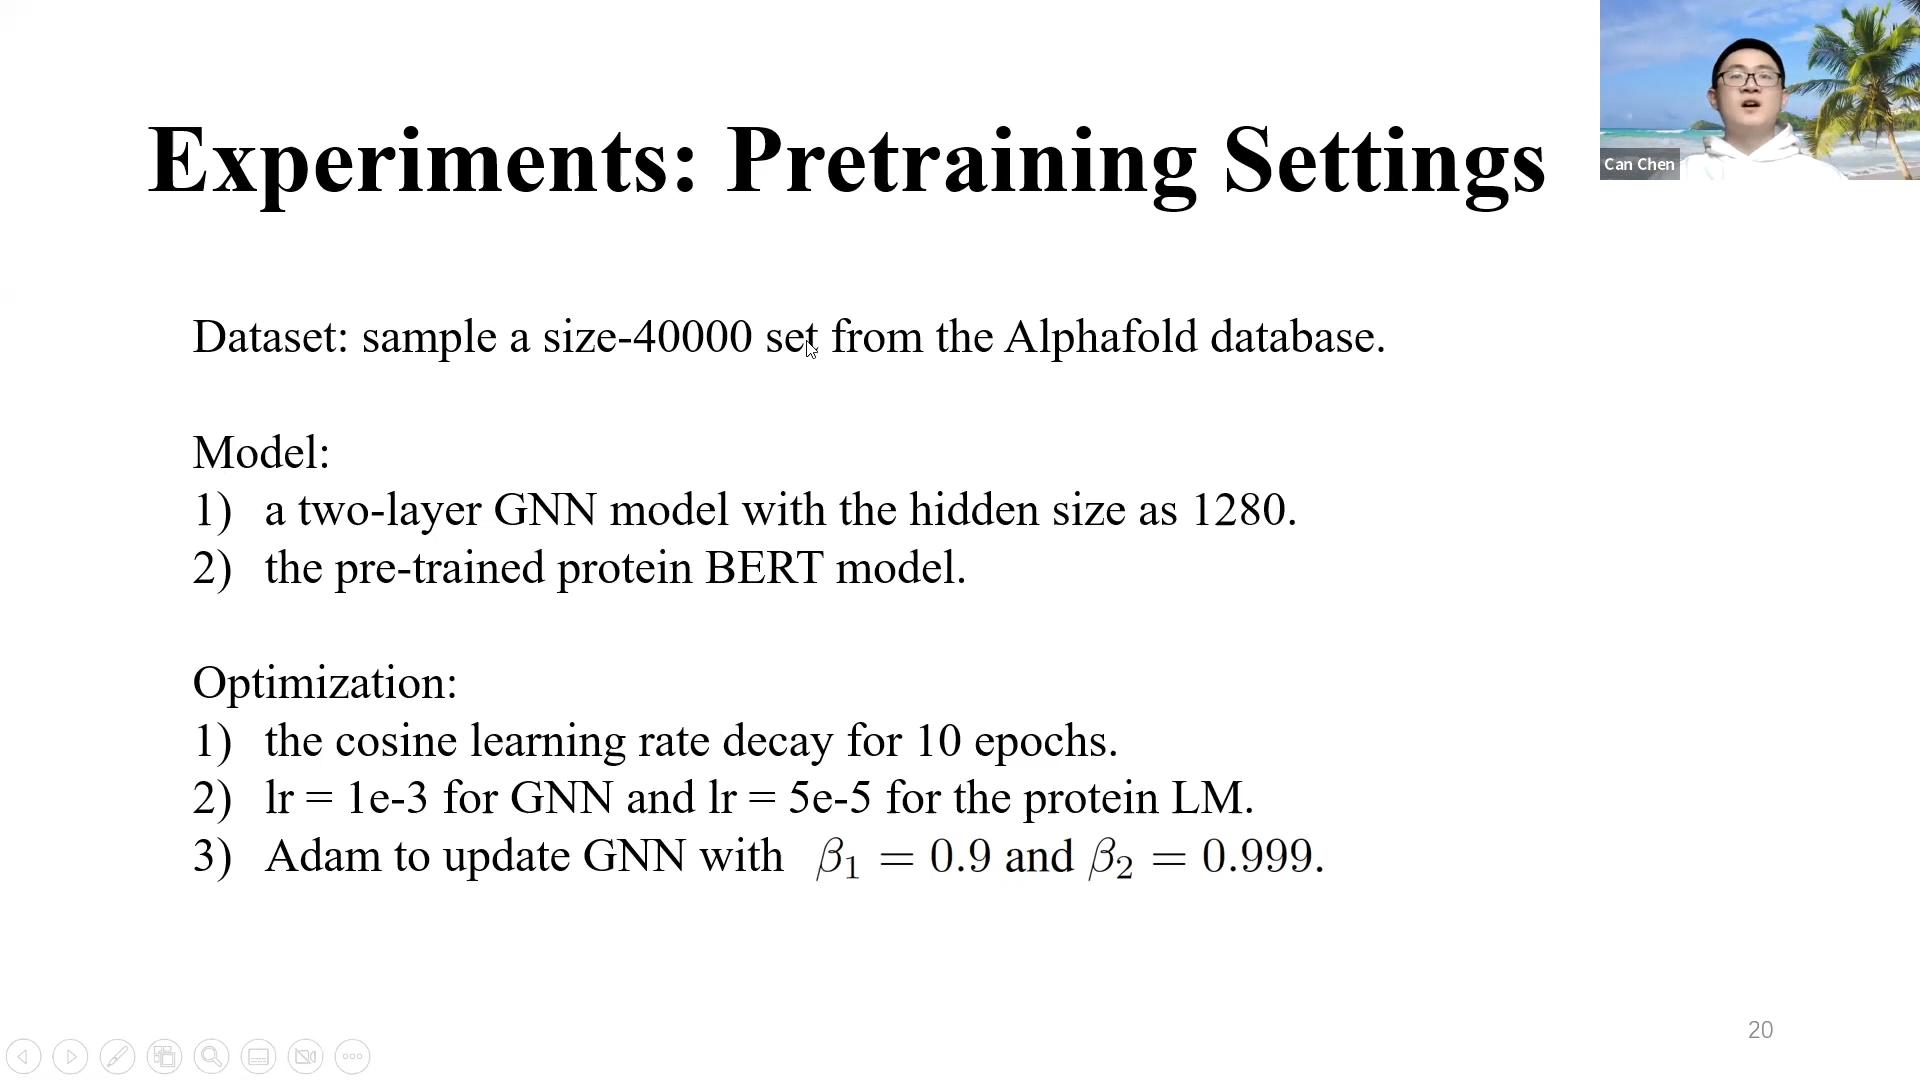 Experiments: Pretraining Settings
Can Chen
Dataset: sample a size-40000 set from the Alphafold database.
Model:
1) a two-layer GNN model with the hidden size as 1280.
2) the pre-trained protein BERT model.
Optimization:
1) the cosine learning rate decay for 10 epochs.
2) lr = 1e-3 for GNN and lr = 5e-5 for the protein LM.
3) Adam to update GNN with β₁ = 0.9 and β₂ = 0.999.
20